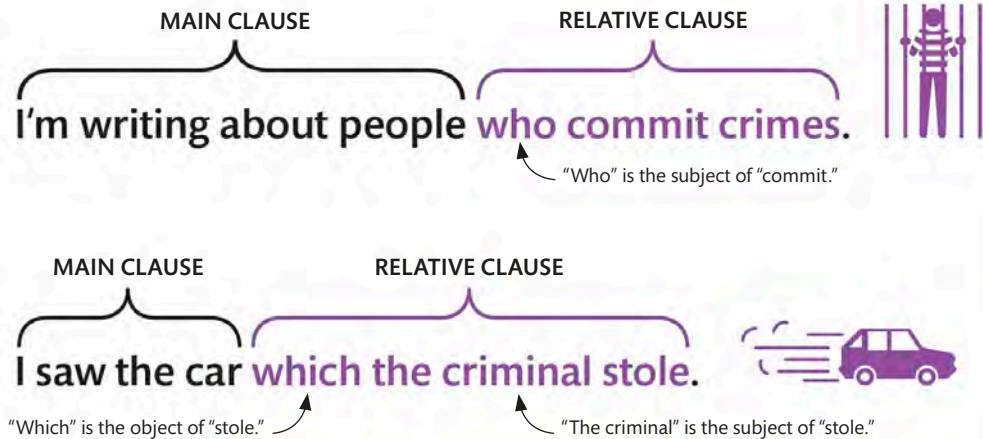 MAIN CLAUSE RELATIVE CLAUSE
I'm writing about people who commit crimes.
“Who” is the subject of “commit.”
MAIN CLAUSE RELATIVE CLAUSE
I saw the car which the criminal stole.
“Which” is the object of “stole.” “The criminal” is the subject of “stole.”